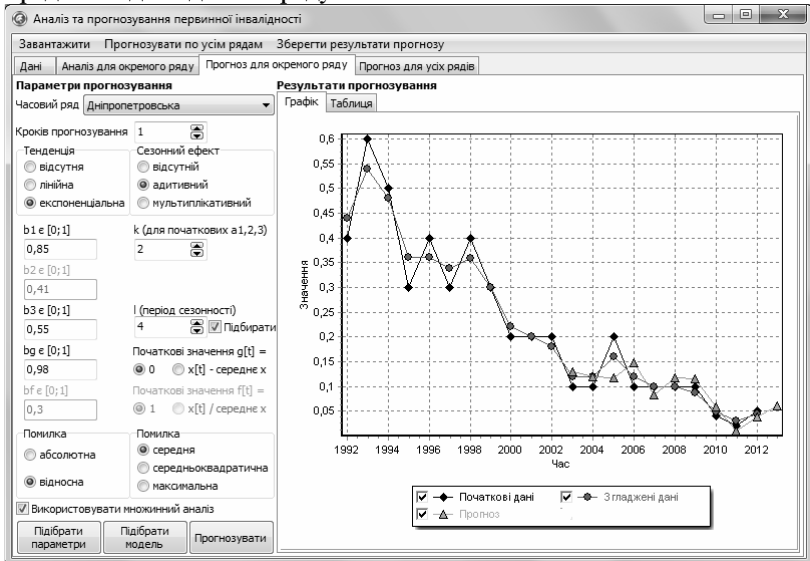 Аналіз та прогнозування первинної інвалідності
Завантажити Прогнозувати по усім рядам Зберегти результати прогнозу
Дані Аналіз для окремого ряду Прогноз для окремого ряду Прогноз для усіх рядів
Параметри прогнозування
Часовий ряд Дніпропетровська
Кроків прогнозування 1
Тенденція
відсутня
лінійна
експоненціальна
Сезонний ефект
відсутній
адитивний
мультиплікативний
b1 є [0;1]
0,85
k (для початкових a1,2,3)
2
b2 є [0;1]
0,41
b3 є [0;1]
0,55
l (період сезонності)
4 Підбирати
bg є [0;1]
0,98
Початкові значення g[t] =
0 x[t] - середнє x
bf є [0;1]
0,3
Початкові значення f[t] =
1 x[t] / середнє x
Помилка
абсолютна
відносна
Помилка
середня
середньоквадратична
максимальна
Використовувати множинний аналіз
Підібрати параметри
Підібрати модель
Прогнозувати
Результати прогнозування
Графік Таблиця
Значення
0,6
0,55
0,5
0,45
0,4
0,35
0,3
0,25
0,2
0,15
0,1
0,05
1992 1994 1996 1998 2000 2002 2004 2006 2008 2010 2012
Час
Початкові дані Згладжені дані
Прогноз